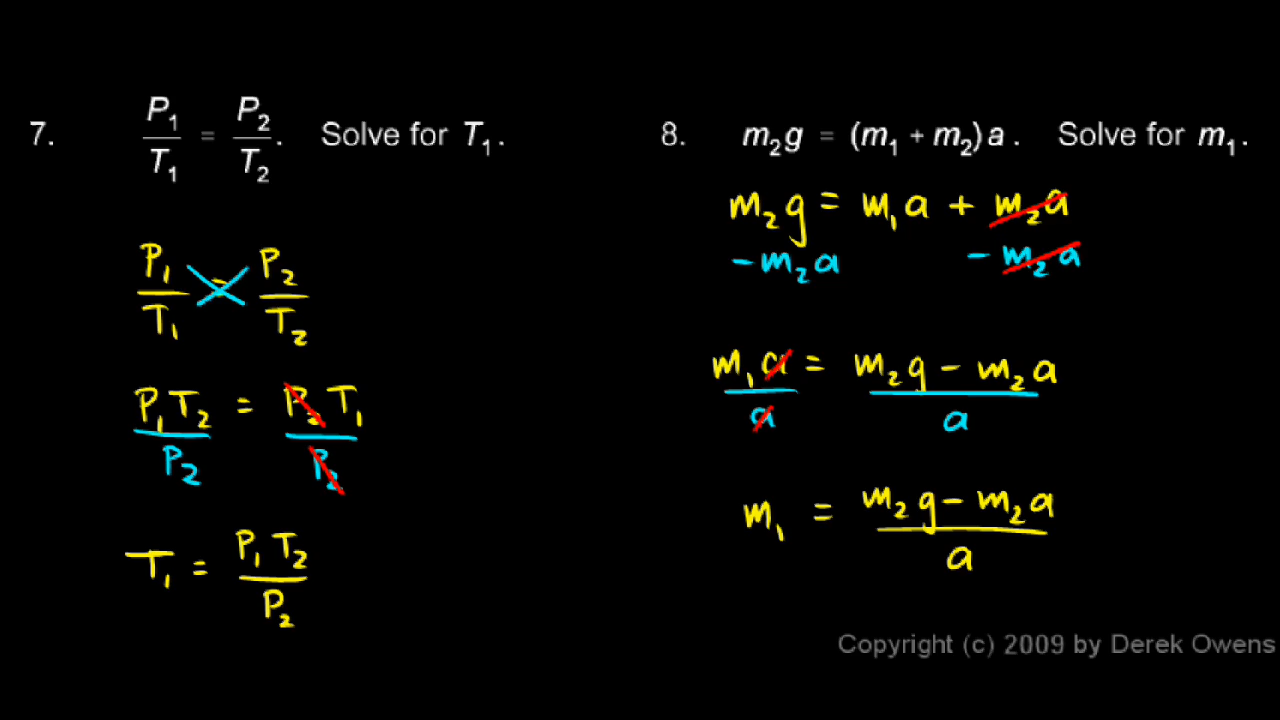 7. P₁/T₁ = P₂/T₂. Solve for T₁.
P₁/T₁ = P₂/T₂
P₁T₂/P₂ = P₂T₁/P₂
T₁ = P₁T₂/P₂
8. m₂g = (m₁ + m₂)a. Solve for m₁.
m₂g = m₁a + m₂a
-m₂a -m₂a
m₁a/a = m₂g - m₂a/a
m₁ = m₂g - m₂a/a
Copyright (c) 2009 by Derek Owens